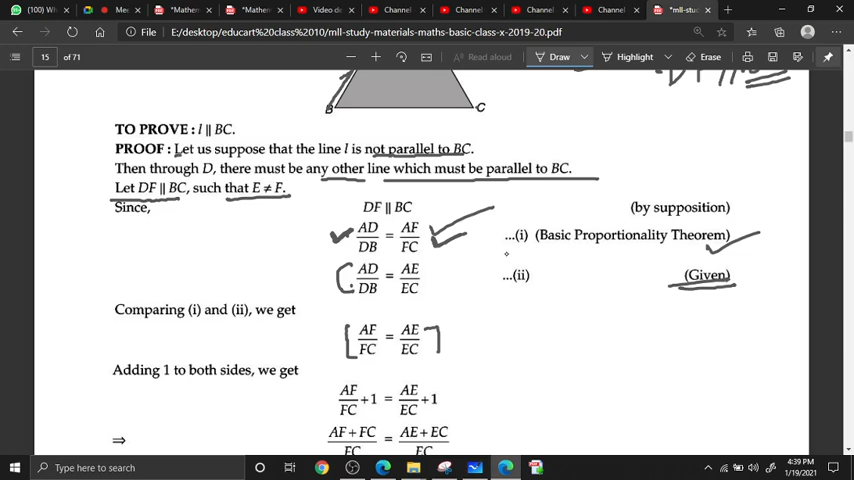 (100) Wh
Mee
*Mathem
*Mathem
Video de
Channel
Channel
Channel
Channel
*mll-stud
File E:/desktop/educart%20class%2010/mll-study-materials-maths-basic-class-x-2019-20.pdf
15 of 71
Read aloud
Draw
Highlight
Erase
B
C
TO PROVE : l || BC.
PROOF : Let us suppose that the line l is not parallel to BC.
Then through D, there must be any other line which must be parallel to BC.
Let DF || BC, such that E ≠ F.
Since, DF || BC (by supposition)
AD/DB = AF/FC ...(i) (Basic Proportionality Theorem)
AD/DB = AE/EC ...(ii) (Given)
Comparing (i) and (ii), we get
AF/FC = AE/EC
Adding 1 to both sides, we get
AF/FC +1 = AE/EC +1
⇒ AF + FC/FC = AE + EC/EC
Type here to search
4:39 PM
1/19/2021